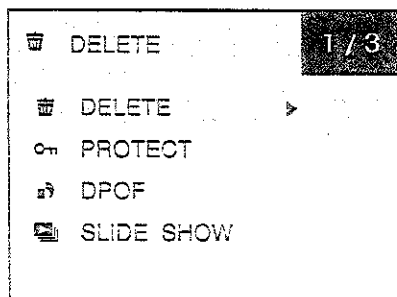 DELETE 1/3
DELETE
PROTECT
DPOF
SLIDE SHOW